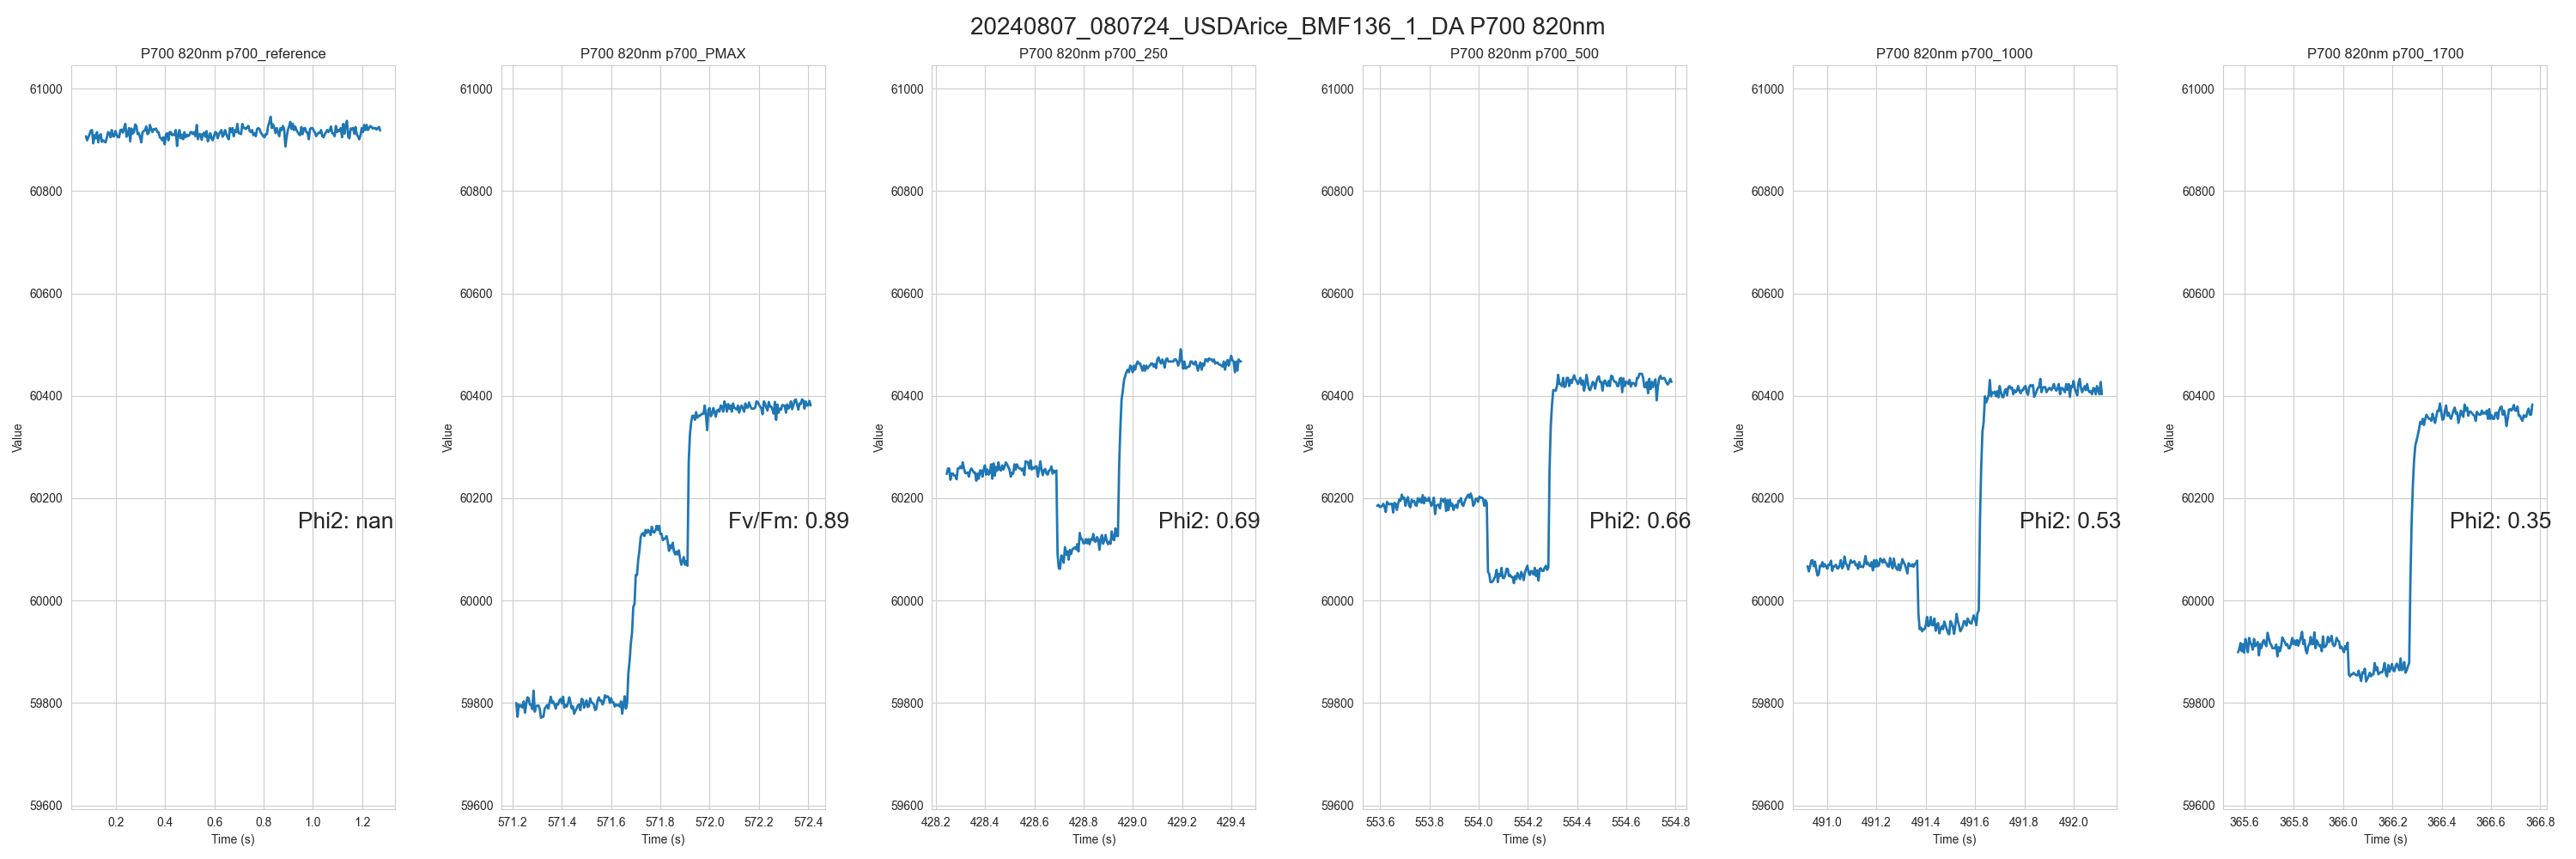 20240807_080724_USDArice_BMF136_1_DA P700 820nm
P700 820nm p700_reference
61000
60800
60600
60400
60200
60000
59800
59600
Value
Phi2: nan
0.2 0.4 0.6 0.8 1.0 1.2
Time (s)
P700 820nm p700_PMAX
61000
60800
60600
60400
60200
60000
59800
59600
Value
Fv/Fm: 0.89
571.2 571.4 571.6 571.8 572.0 572.2 572.4
Time (s)
P700 820nm p700_250
61000
60800
60600
60400
60200
60000
59800
59600
Value
Phi2: 0.69
428.2 428.4 428.6 428.8 429.0 429.2 429.4
Time (s)
P700 820nm p700_500
61000
60800
60600
60400
60200
60000
59800
59600
Value
Phi2: 0.66
553.6 553.8 554.0 554.2 554.4 554.6 554.8
Time (s)
P700 820nm p700_1000
61000
60800
60600
60400
60200
60000
59800
59600
Value
Phi2: 0.53
491.0 491.2 491.4 491.6 491.8 492.0
Time (s)
P700 820nm p700_1700
61000
60800
60600
60400
60200
60000
59800
59600
Value
Phi2: 0.35
365.6 365.8 366.0 366.2 366.4 366.6 366.8
Time (s)